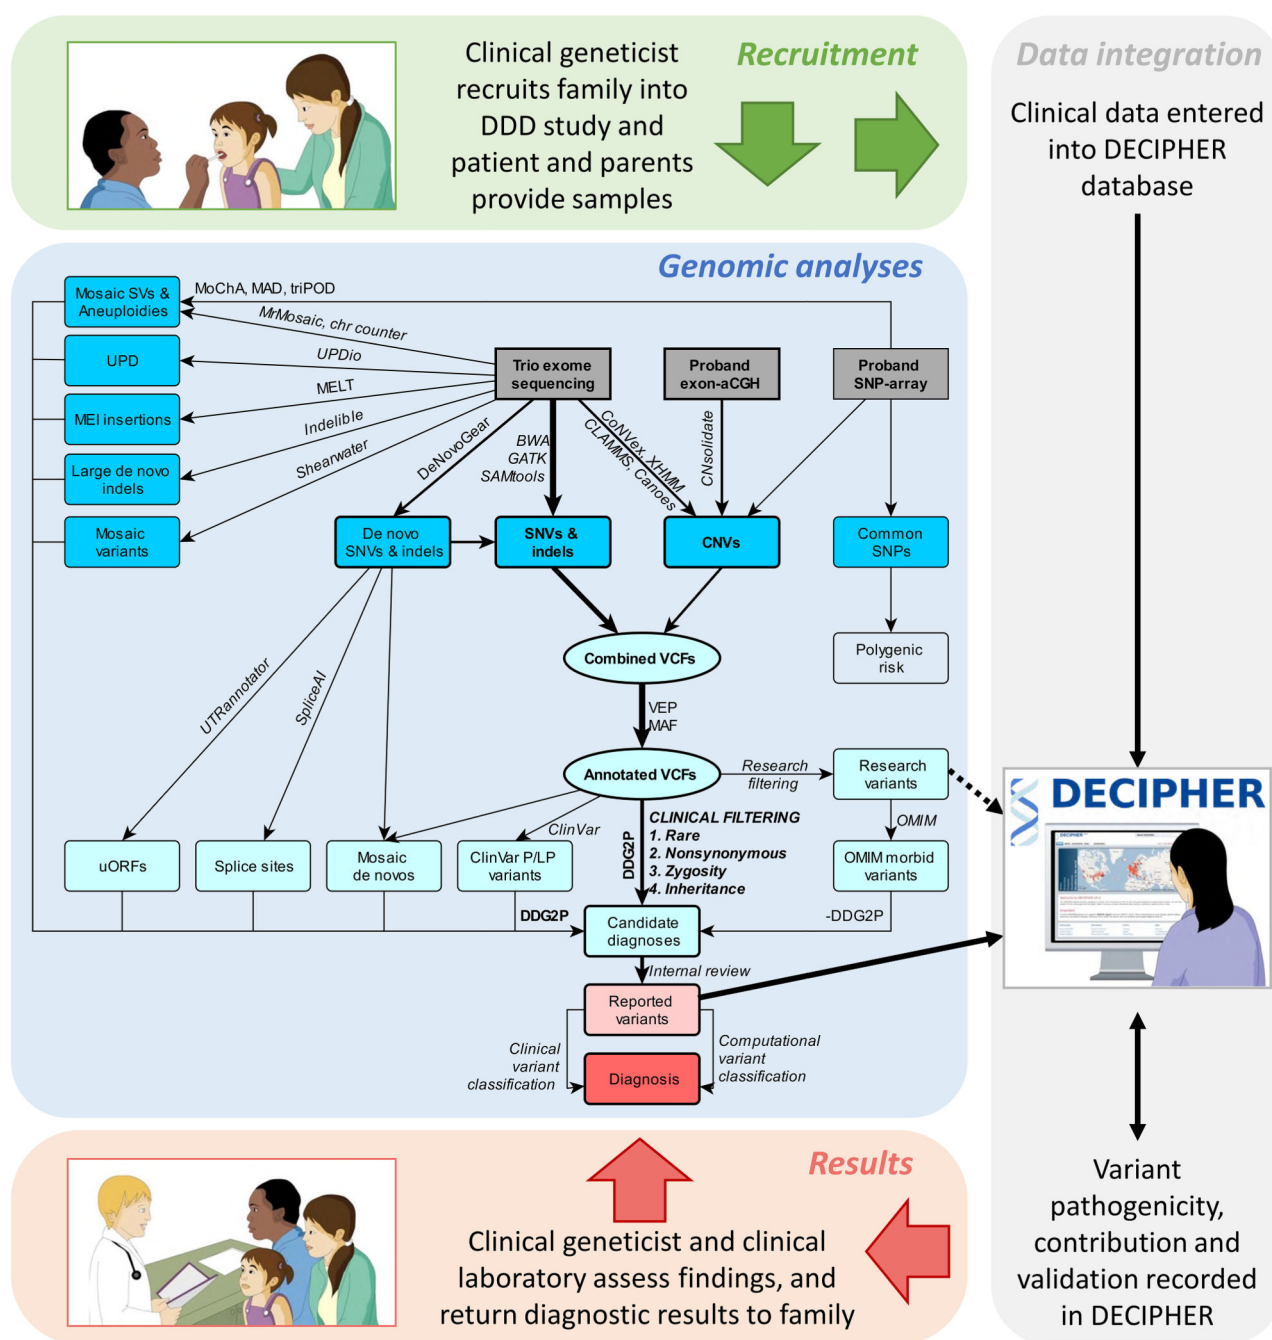 Clinical geneticist
recruits family into
DDD study and
patient and parents
provide samples
Recruitment
Data integration
Clinical data entered
into DECIPHER
database
Genomic analyses
Mosaic SVs &
Aneuploidies
MoChA, MAD, triPOD
MrMosaic, chr counter
UPD
UPDio
MELT
MEI insertions
Indelible
Large de novo
indels
Shearwater
Mosaic
variants
Trio exome
sequencing
Proband
exon-aCGH
Proband
SNP-array
DeNovoGear
BWA
GATK
SAMtools
CoNVex, XHMM
CLAMMS, Canoes
CNsolidate
De novo
SNVs & indels
SNVs &
indels
CNVs
Common
SNPs
Combined VCFs
Polygenic
risk
UTRannotator
SpliceAI
VEP
MAF
Annotated VCFs
Research
filtering
Research
variants
ClinVar
DDG2P
CLINICAL FILTERING
1. Rare
2. Nonsynonymous
3. Zygosity
4. Inheritance
OMIM
uORFs
Splice sites
Mosaic
de novos
ClinVar P/LP
variants
OMIM morbid
variants
DDG2P
Candidate
diagnoses
-DDG2P
Internal review
Reported
variants
Clinical
variant
classification
Computational
variant
classification
Diagnosis
DECIPHER
DECIPHER
Variant
pathogenicity,
contribution and
validation recorded
in DECIPHER
Results
Clinical geneticist and clinical
laboratory assess findings, and
return diagnostic results to family